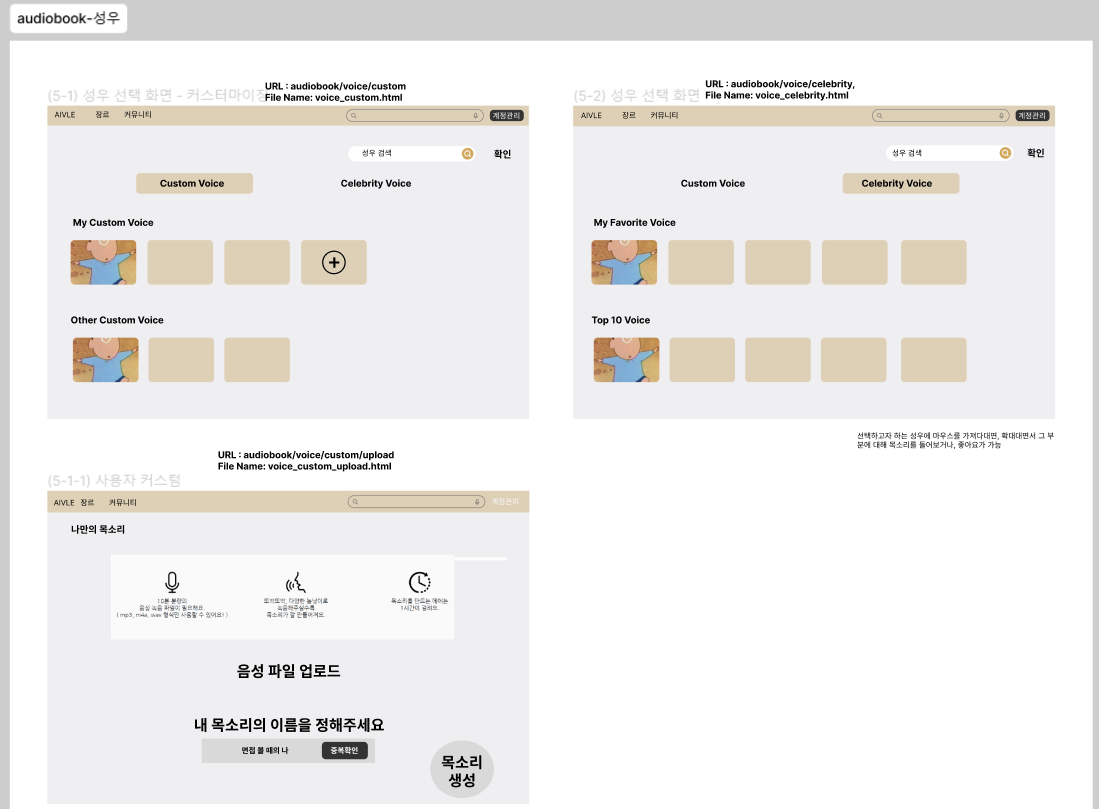 audiobook-성우
(5-1) 성우 선택 화면 - 커스터마이징
URL : audiobook/voice/custom
File Name: voice_custom.html
AIVLE 장르 커뮤니티
계정관리
성우 검색
확인
Custom Voice
Celebrity Voice
My Custom Voice
Other Custom Voice
(5-2) 성우 선택 화면
URL : audiobook/voice/celebrity,
File Name: voice_celebrity.html
AIVLE 장르 커뮤니티
계정관리
성우 검색
확인
Custom Voice
Celebrity Voice
My Favorite Voice
Top 10 Voice
선택하고자 하는 성우에 마우스를 가져다대면, 확대대면서 그 부
분에 대해 목소리를 들어보거나, 좋아요가 가능
URL : audiobook/voice/custom/upload
File Name: voice_custom_upload.html
(5-1-1) 사용자 커스텀
AIVLE 장르 커뮤니티
계정관리
나만의 목소리
10분 분량의
음성 녹음 파일이 필요해요.
( mp3, m4a, wav 형식만 사용할 수 있어요! )
또박또박, 다양한 높낮이로
녹음해주실수록
목소리가 잘 만들어져요.
목소리를 만드는 데에는
1시간이 걸려요.
음성 파일 업로드
내 목소리의 이름을 정해주세요
면접 볼 때의 나
중복확인
목소리
생성